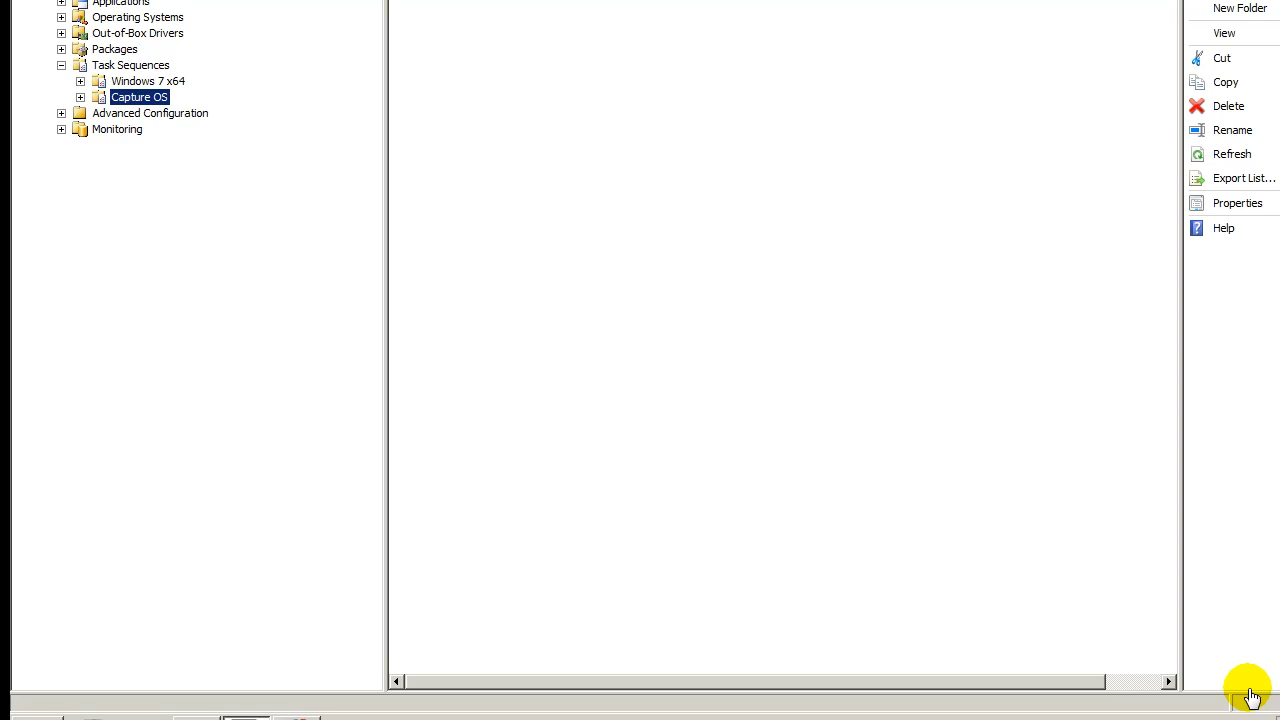 Applications
Operating Systems
Out-of-Box Drivers
Packages
Task Sequences
Windows 7 x64
Capture OS
Advanced Configuration
Monitoring
New Folder
View
Cut
Copy
Delete
Rename
Refresh
Export List...
Properties
Help